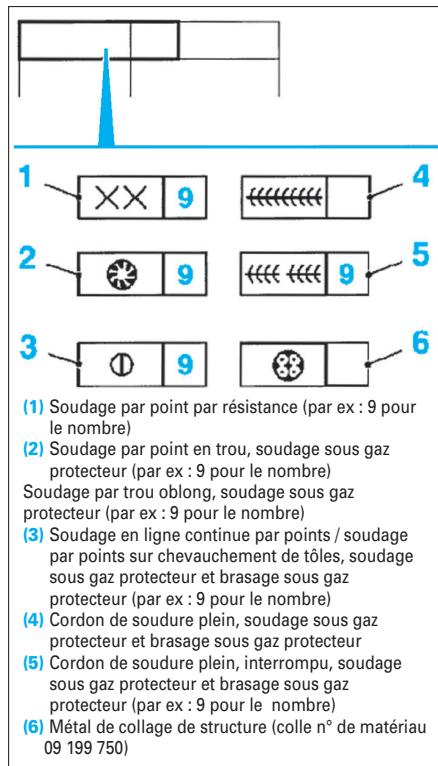 1 XX 9 4
2 9 9 5
3 9 6
(1) Soudage par point par résistance (par ex : 9 pour
le nombre)
(2) Soudage par point en trou, soudage sous gaz
protecteur (par ex : 9 pour le nombre)
Soudage par trou oblong, soudage sous gaz
protecteur (par ex : 9 pour le nombre)
(3) Soudage en ligne continue par points / soudage
par points sur chevauchement de tôles, soudage
sous gaz protecteur et brasage sous gaz
protecteur (par ex : 9 pour le nombre)
(4) Cordon de soudure plein, soudage sous gaz
protecteur et brasage sous gaz protecteur
(5) Cordon de soudure plein, interrompu, soudage
sous gaz protecteur et brasage sous gaz
protecteur (par ex : 9 pour le nombre)
(6) Métal de collage de structure (colle n° de matériau
09 199 750)